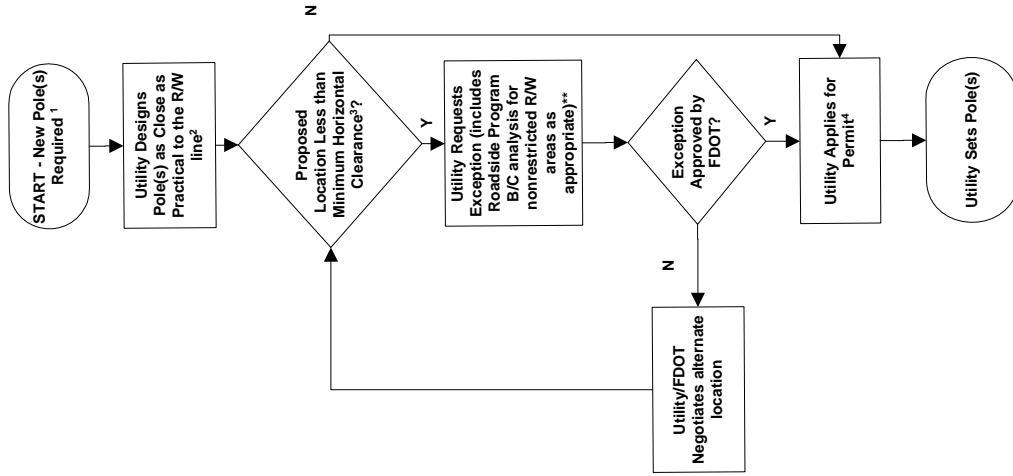 START - New Pole(s)
Required ¹
Utility Designs
Pole(s) as Close as
Practical to the R/W
line²
Proposed
Location Less than
Minimum Horizontal
Clearance³?
N
Y
Utility Requests
Exception (includes
Roadside Program
B/C analysis for
nonrestricted R/W
areas as
appropriate)**
Exception
Approved by
FDOT?
N
Y
Utility/FDOT
Negotiates alternate
location
Utility Applies for
Permit⁴
Utility Sets Pole(s)